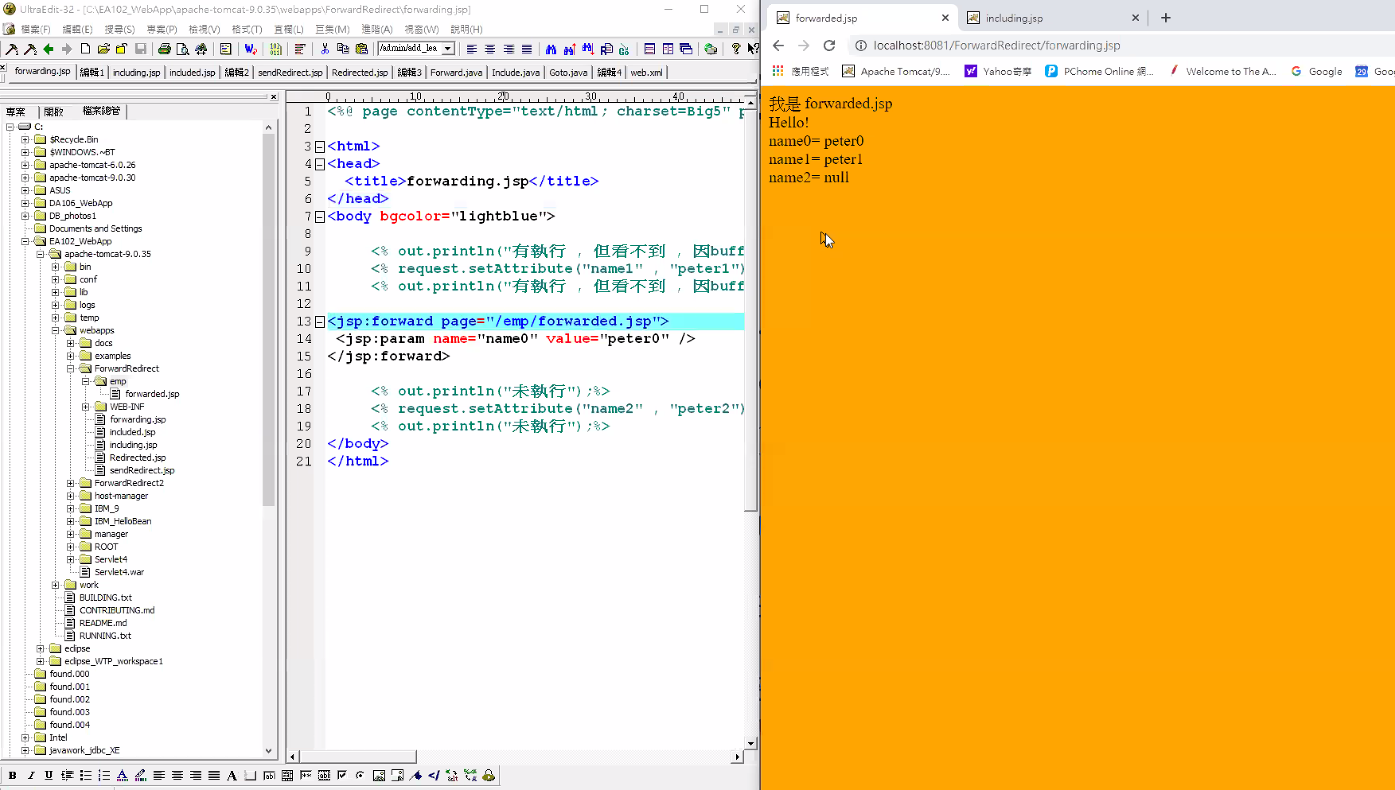 UltraEdit-32 - [C:\EA102_WebApp\apache-tomcat-9.0.35\webapps\ForwardRedirect\forwarding.jsp]
檔案(F) 編輯(E) 搜尋(S) 專案(P) 檢視(V) 格式(T) 直欄(L) 巨集(M) 進階(A) 視窗(W) 說明(H)
/admin/add_lea
forwarding.jsp 編輯1 including.jsp included.jsp 編輯2 sendRedirect.jsp Redirected.jsp 編輯3 Forward.java Include.java Goto.java 編輯4 web.xml
專案 開啟 檔案總管
C:
$Recycle.Bin
$WINDOWS.~BT
apache-tomcat-6.0.26
apache-tomcat-9.0.30
ASUS
DA106_WebApp
DB_photos1
Documents and Settings
EA102_WebApp
apache-tomcat-9.0.35
bin
conf
lib
logs
temp
webapps
docs
examples
ForwardRedirect
emp
forwarded.jsp
WEB-INF
forwarding.jsp
included.jsp
including.jsp
Redirected.jsp
sendRedirect.jsp
ForwardRedirect2
host-manager
IBM_9
IBM_HelloBean
manager
ROOT
Servlet4
Servlet4.war
work
BUILDING.txt
CONTRIBUTING.md
README.md
RUNNING.txt
eclipse
eclipse_WTP_workspace1
found.000
found.001
found.002
found.003
found.004
Intel
javawork_jdbc_XE
0 10 20 30 40
1 <%@ page contentType="text/html; charset=Big5" p
2
3 <html>
4 <head>
5 <title>forwarding.jsp</title>
6 </head>
7 <body bgcolor="lightblue">
8
9 <% out.println("有執行 , 但看不到 , 因buff
10 <% request.setAttribute("name1" , "peter1")
11 <% out.println("有執行 , 但看不到 , 因buff
12
13 <jsp:forward page="/emp/forwarded.jsp">
14 <jsp:param name="name0" value="peter0" />
15 </jsp:forward>
16
17 <% out.println("未執行");%>
18 <% request.setAttribute("name2" , "peter2")
19 <% out.println("未執行");%>
20 </body>
21 </html>
B I U A A
forwarded.jsp including.jsp
localhost:8081/ForwardRedirect/forwarding.jsp
應用程式 Apache Tomcat/9.... Yahoo奇摩 PChome Online 網... Welcome to The A... Google Goo
我是 forwarded.jsp
Hello!
name0= peter0
name1= peter1
name2= null